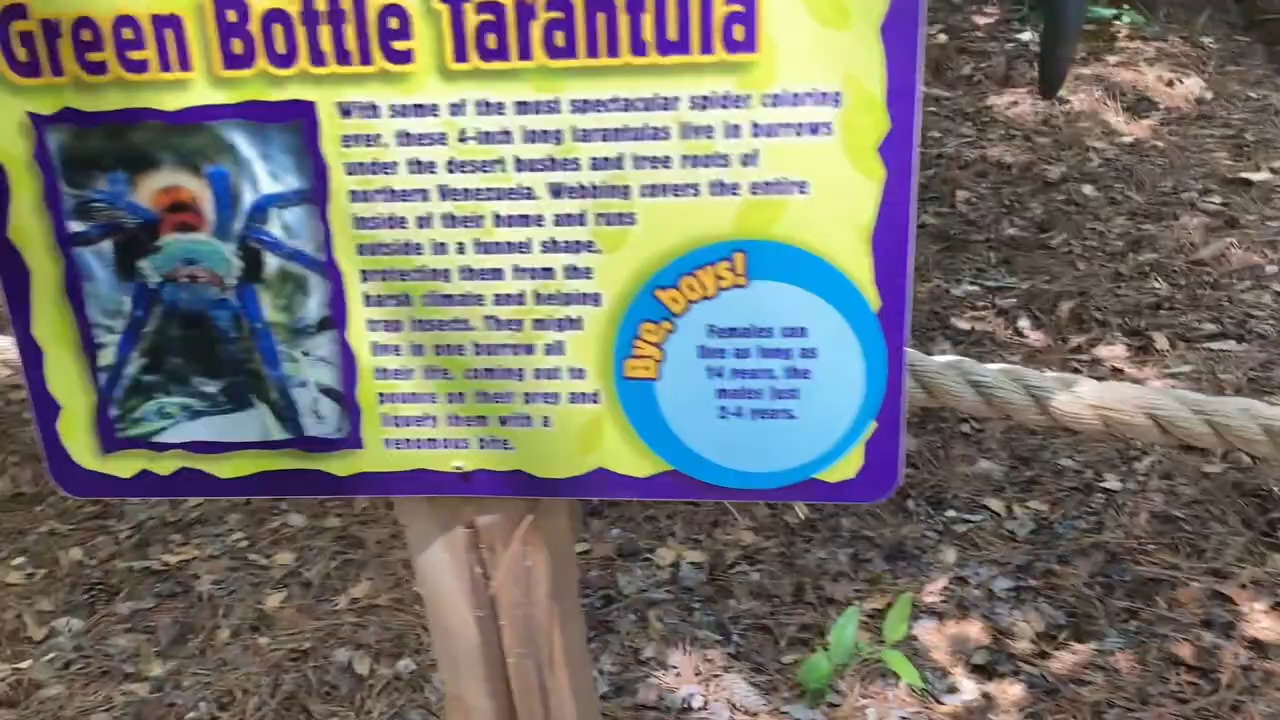 Green Bottle Tarantula
With some of the most spectacular spider coloring
ever, these 4-inch long tarantulas live in burrows
under the desert bushes and tree roots of
northern Venezuela. Webbing covers the entire
inside of their home and runs
outside in a funnel shape,
protecting them from the
harsh climate and helping
trap insects. They might
live in one burrow all
their life, coming out to
pounce on their prey and
liquefy them with a
venomous bite.
Bye, boys!
Females can
live as long as
14 years, the
males just
3-4 years.